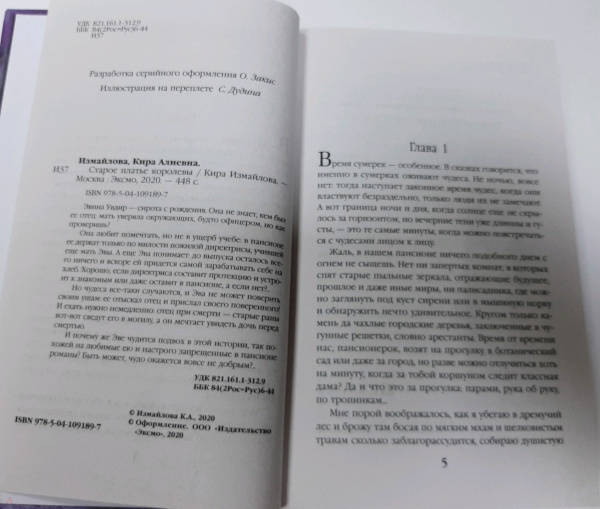 УДК 821.161.1-312.9
ББК 84(2Рос=Рус)6-44
И37
Разработка серийного оформления О. Закис
Иллюстрация на переплете С. Дудина
Измайлова, Кира Алиевна.
И37 Старое платье королевы / Кира Измайлова. —
Москва : Эксмо, 2020. — 448 с.
ISBN 978-5-04-109189-7
Эвина Увдир — сирота с рождения. Она не знает, кем был
ее отец: мать уверила окружающих, будто офицером, но как
проверишь?
Она любит помечтать, но не в ущерб учебе: в пансионе
ее держат только по милости пожилой директрисы, учившей
еще мать Эвы. А еще Эва понимает: до выпуска осталось все-
го ничего и вскоре ей придется самой зарабатывать себе на
хлеб. Хорошо, если директриса составит протекцию и устро-
ит к знакомым или даже оставит в пансионе, а если нет?..
Но чудеса все-таки случаются, и Эва не может поверить
своим ушам: ее отыскал отец и прислал своего поверенного!
И ехать нужно немедленно: отец при смерти — старые раны
вот-вот сведут его в могилу, а он мечтает увидеть дочь перед
смертью.
И почему же Эве чудится подвох в этой истории, так по-
хожей на любимые ею и настрого запрещенные в пансионе
романы? Быть может, чудо окажется вовсе не добрым?..
УДК 821.161.1-312.9
ББК 84(2Рос=Рус)6-44
© Измайлова К.А., 2020
© Оформление. ООО «Издательство
«Эксмо», 2020
ISBN 978-5-04-109189-7
Глава 1
Время сумерек — особенное. В сказках говорится, что
именно в сумерках оживают чудеса. Не ночью, вовсе
нет: тогда наступает законное время чудес, когда они
властвуют безраздельно, только люди их не замечают.
А вот граница ночи и дня, когда солнце еще не скры-
лось за горизонтом, но вечерние тени уже длинны и гу-
сты, — это те самые минуты, когда можно повстречать-
ся с чудесами лицом к лицу.
Жаль, в нашем пансионе ничего подобного днем с
огнем не сыщешь. Нет ни запертых комнат, в которых
спят старые пыльные зеркала, отражающие будущее,
прошлое и даже иные миры, ни палисадника, где мож-
но заглянуть под куст сирени или в мышиную норку
и обнаружить нечто удивительное. Кругом только камень
да чахлые городские деревья, заключенные в чу-
гунные решетки, словно арестанты. Время от времени
нас, пансионерок, возят на прогулку в ботанический
сад или даже за город, но разве можно отлучиться хоть
на минуту, когда за тобой коршуном следит классная
дама? Да и что это за прогулка: парами, рука об руку,
по тропинкам...
Мне порой воображалось, как я убегаю в дремучий
лес и брожу там босая по мягким мхам и шелковистым
травам сколько заблагорассудится, собираю душистую
5